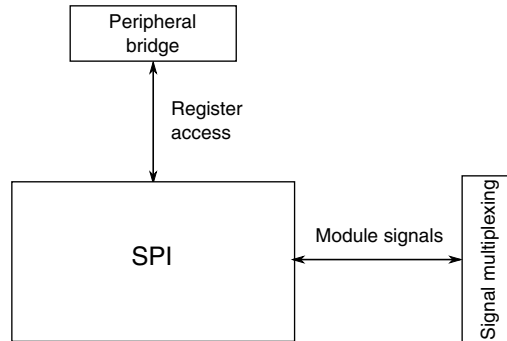 Peripheral
bridge
Register
access
SPI
Module signals
Signal multiplexing